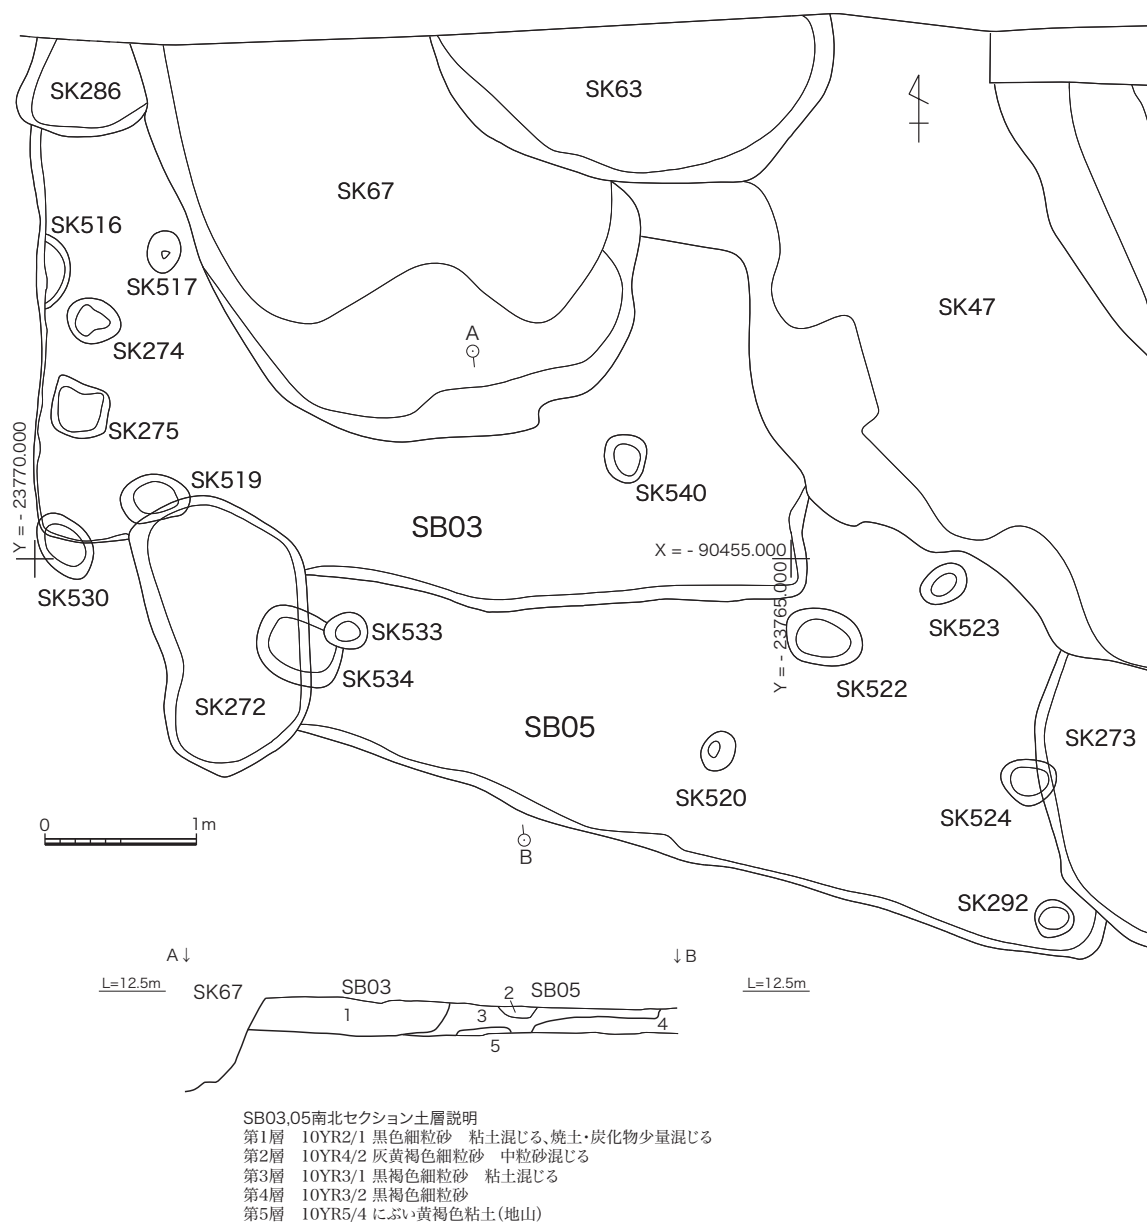 SK286
SK63
SK67
SK516
SK517
SK47
A
SK274
SK275
Y = - 23770.000
SK519
SK540
SB03
X = - 90455.000
SK530
Y = - 23765.000
SK523
SK533
SK534
SK522
SK272
SB05
SK273
SK520
SK524
0 1m
B
SK292
A↓ ↓B
L=12.5m SK67 SB03 SB05 L=12.5m
1 2 3 4 5
SB03,05南北セクション土層説明
第1層　10YR2/1 黒色細粒砂　粘土混じる、焼土・炭化物少量混じる
第2層　10YR4/2 灰黄褐色細粒砂　中粒砂混じる
第3層　10YR3/1 黒褐色細粒砂　粘土混じる
第4層　10YR3/2 黒褐色細粒砂
第5層　10YR5/4 にぶい黄褐色粘土（地山）